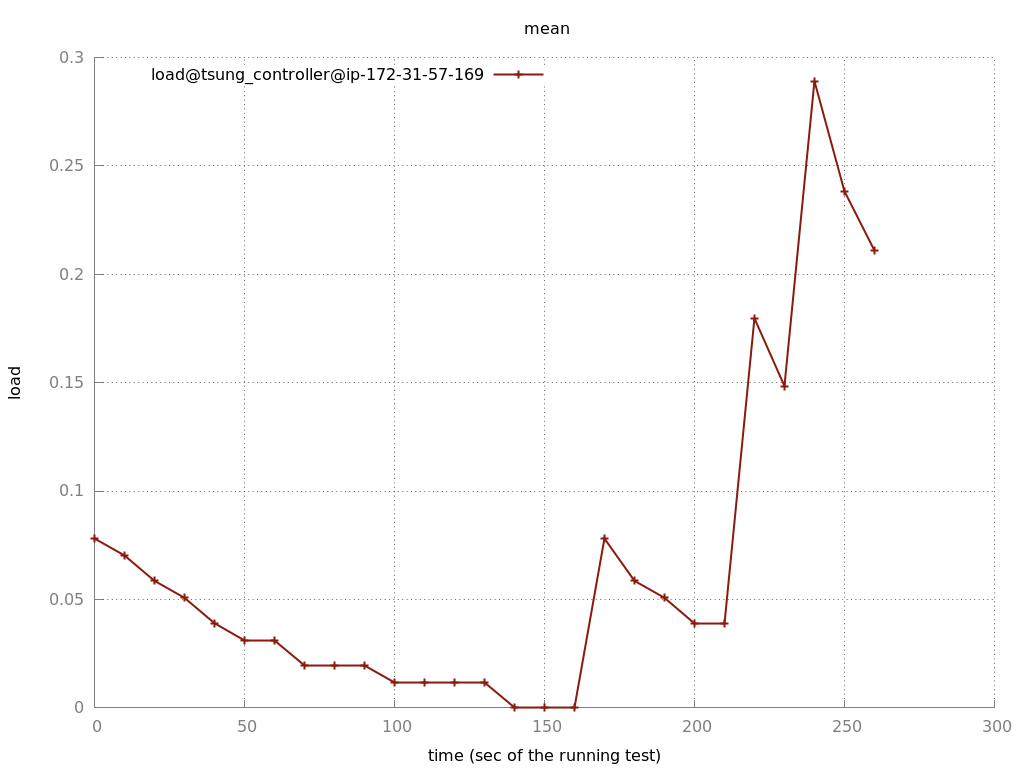 mean
load@tsung_controller@ip-172-31-57-169
0.3
0.25
0.2
0.15
0.1
0.05
0
load
0 50 100 150 200 250 300
time (sec of the running test)